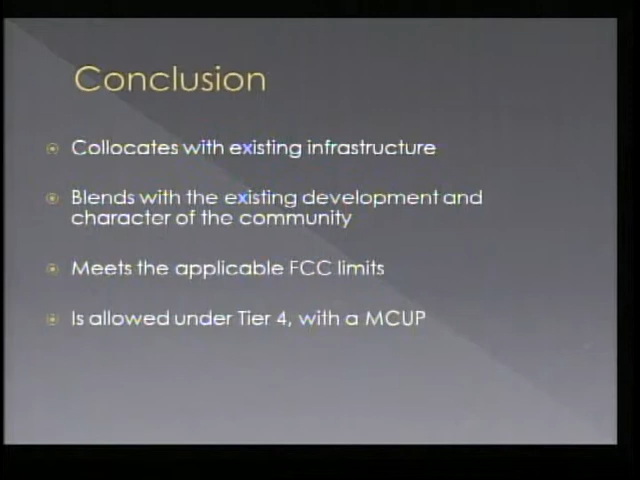 Conclusion
Collocates with existing infrastructure
Blends with the existing development and
character of the community
Meets the applicable FCC limits
Is allowed under Tier 4, with a MCUP